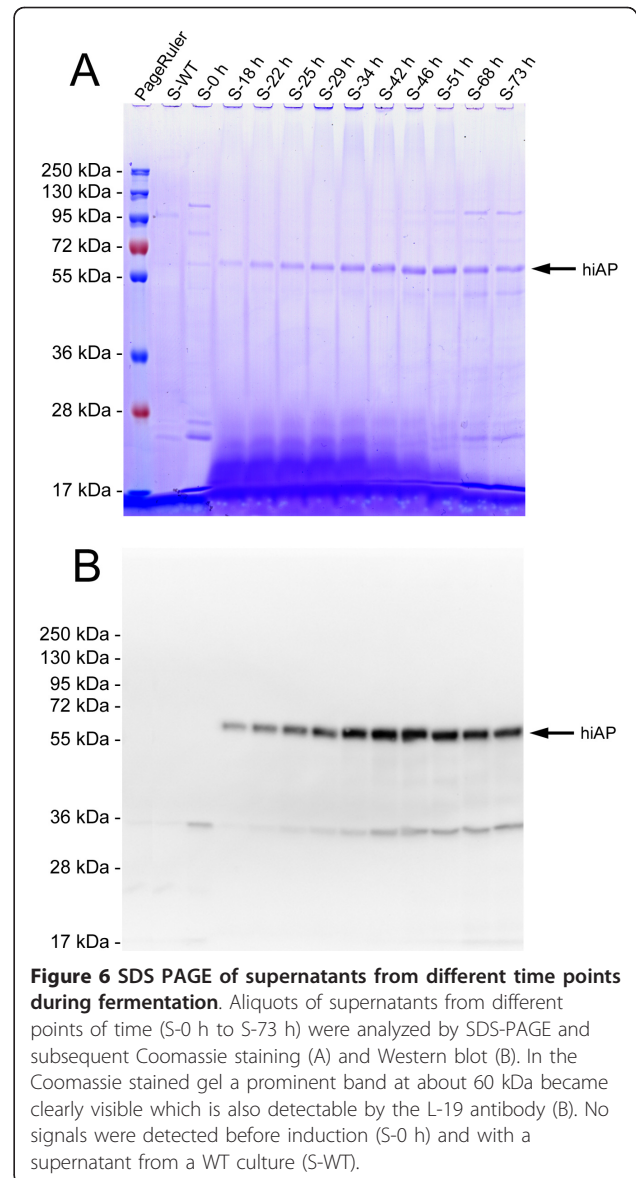 A
PageRuler
S-WT
S-0 h
S-18 h
S-22 h
S-25 h
S-29 h
S-34 h
S-42 h
S-46 h
S-51 h
S-68 h
S-73 h
250 kDa -
130 kDa -
95 kDa -
72 kDa -
55 kDa -
hiAP
36 kDa -
28 kDa -
17 kDa -
B
250 kDa -
130 kDa -
95 kDa -
72 kDa -
55 kDa -
hiAP
36 kDa -
28 kDa -
17 kDa -
Figure 6 SDS PAGE of supernatants from different time points
during fermentation. Aliquots of supernatants from different
points of time (S-0 h to S-73 h) were analyzed by SDS-PAGE and
subsequent Coomassie staining (A) and Western blot (B). In the
Coomassie stained gel a prominent band at about 60 kDa became
clearly visible which is also detectable by the L-19 antibody (B). No
signals were detected before induction (S-0 h) and with a
supernatant from a WT culture (S-WT).